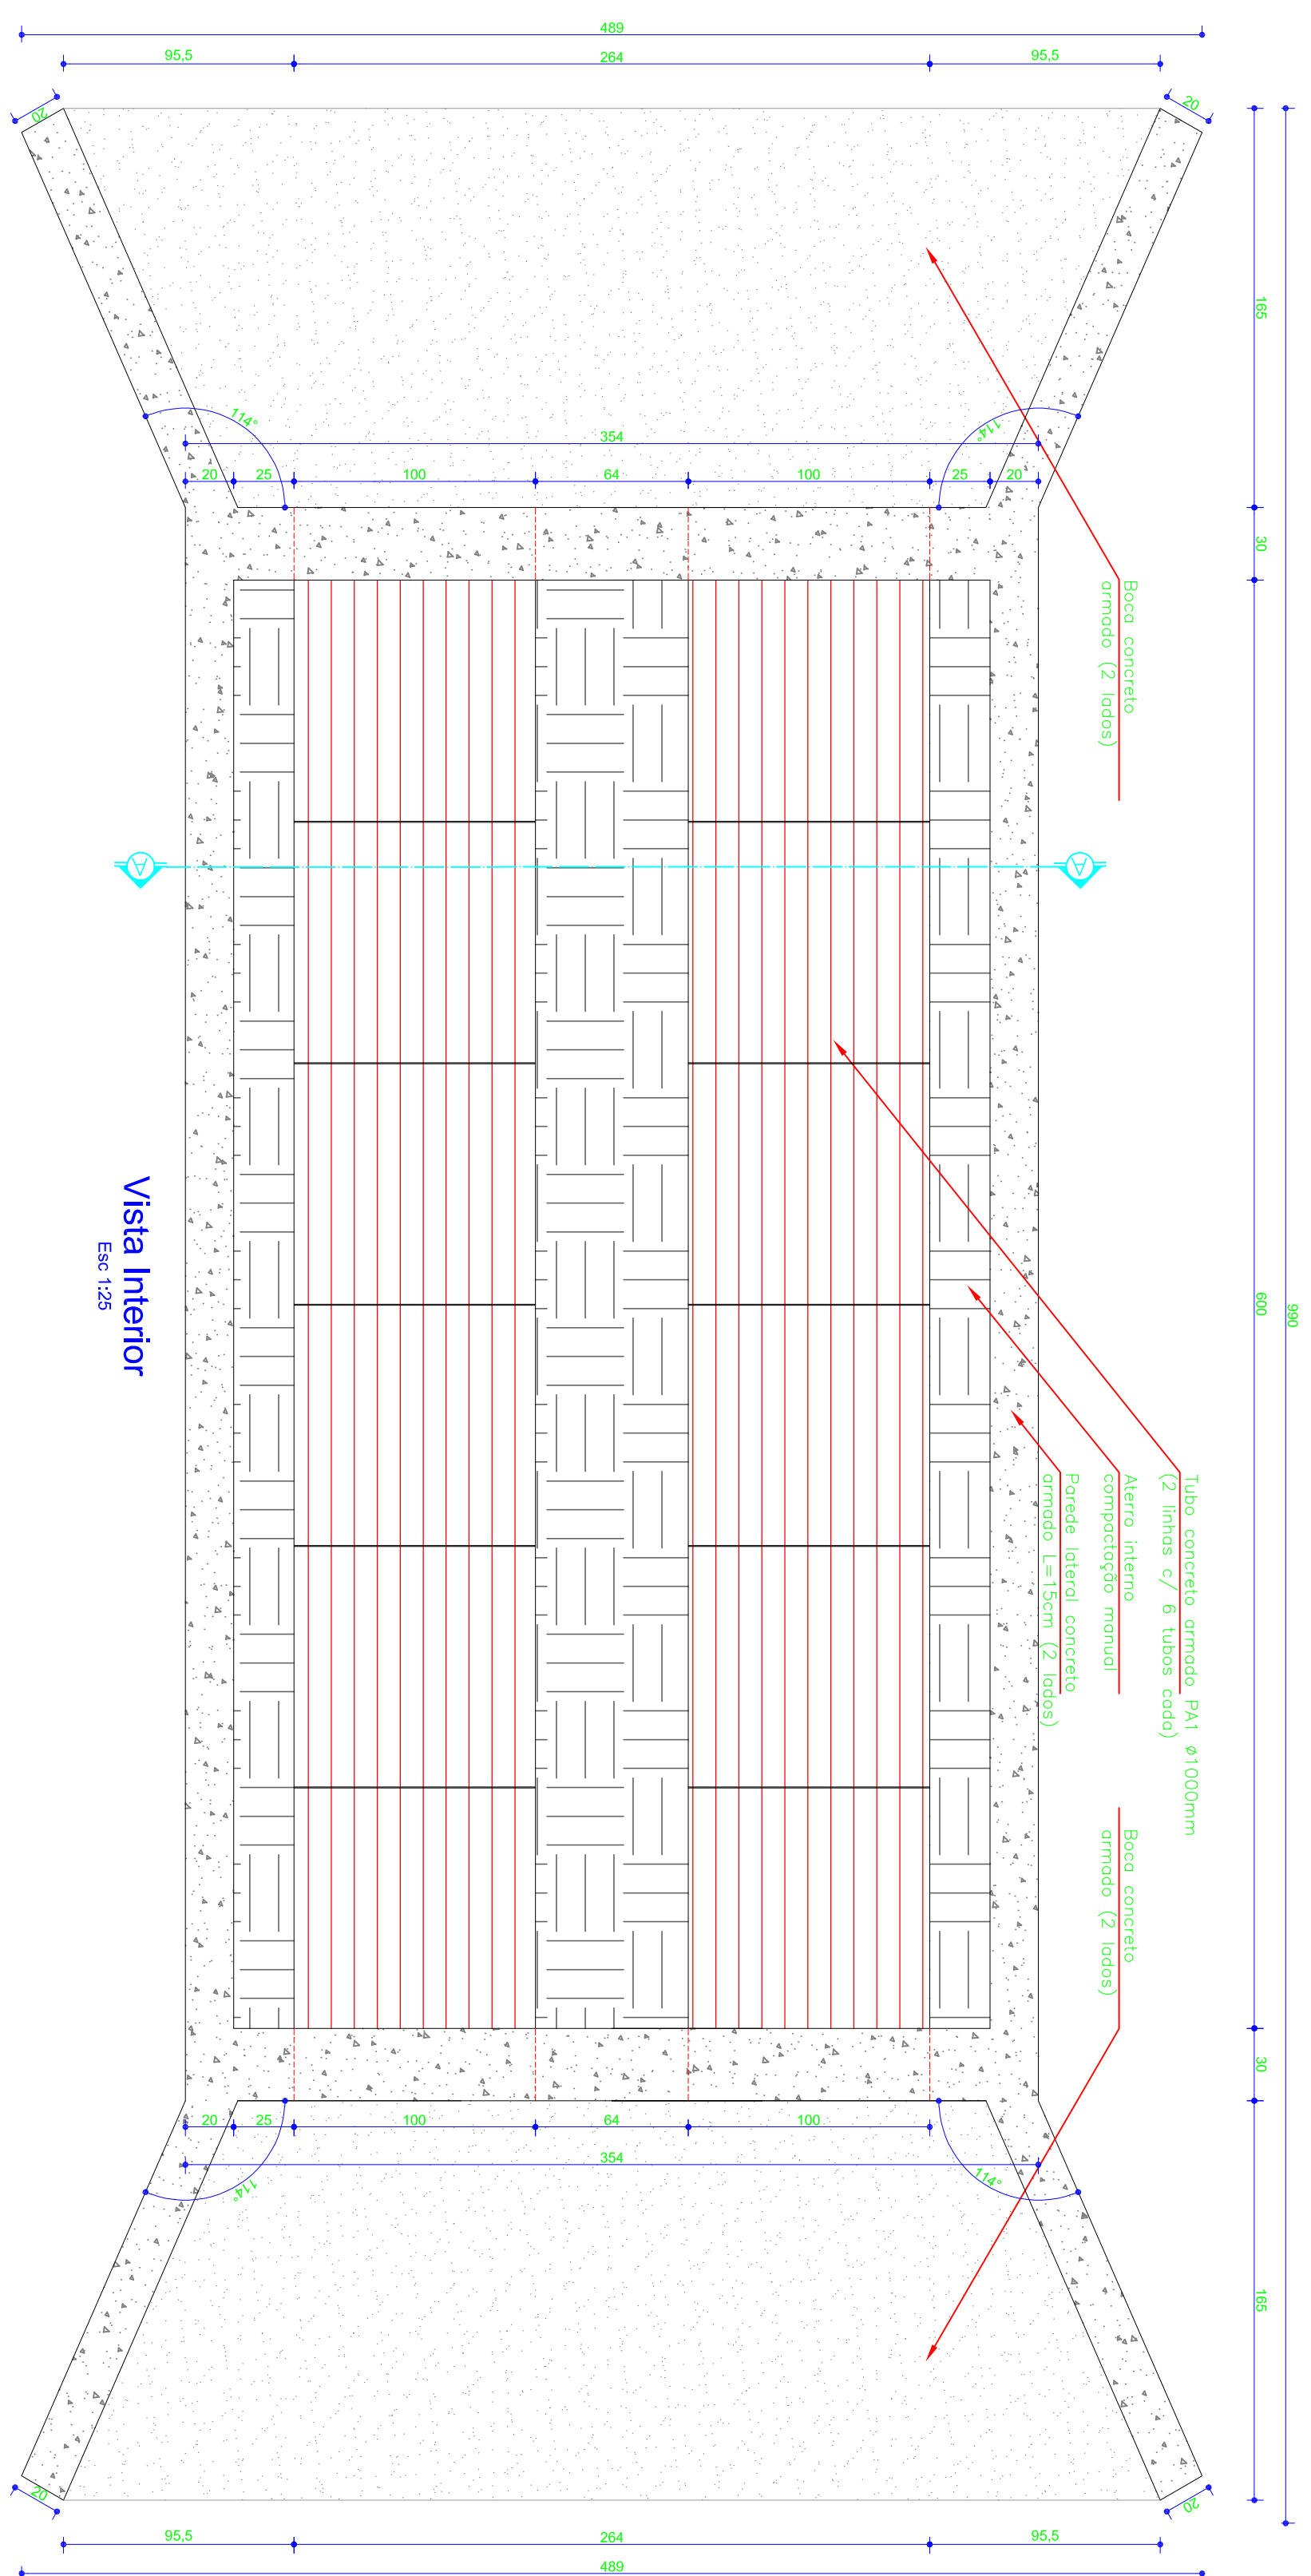 489
95,5
264
95,5
20
20
165
990
114°
114°
354
20
25
100
64
100
25
20
30
Boca concreto
armado (2 lados)
A
A
Vista Interior
Esc 1:25
600
Tubo concreto armado PA1 ø1000mm
(2 linhas c/ 6 tubos cada)
Aterro interno
compactação manual
Parede lateral concreto
armado L=15cm (2 lados)
Boca concreto
armado (2 lados)
30
20
25
100
64
100
354
114°
114°
165
20
20
95,5
264
95,5
489